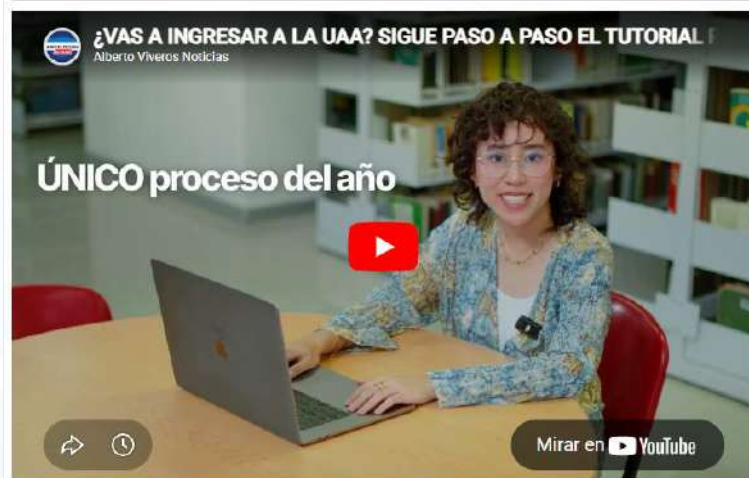 ¿VAS A INGRESAR A LA UAA? SIGUE PASO A PASO EL TUTORIAL
Alberto Viveros Noticias
ÚNICO proceso del año
Mirar en YouTube